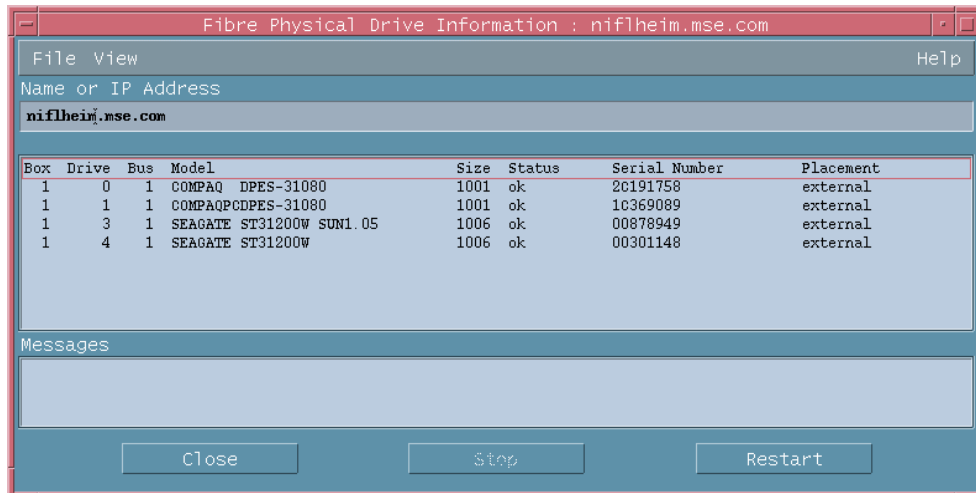 Fibre Physical Drive Information : niflheim.mse.com
File View Help
Name or IP Address
niflheim.mse.com
Box Drive Bus Model Size Status Serial Number Placement
1 0 1 COMPAQ DPES-31080 1001 ok 2C191758 external
1 1 1 COMPAQPCDPES-31080 1001 ok 1C369089 external
1 3 1 SEAGATE ST31200W SUN1.05 1006 ok 00878949 external
1 4 1 SEAGATE ST31200W 1006 ok 00301148 external
Messages
Close Stop Restart